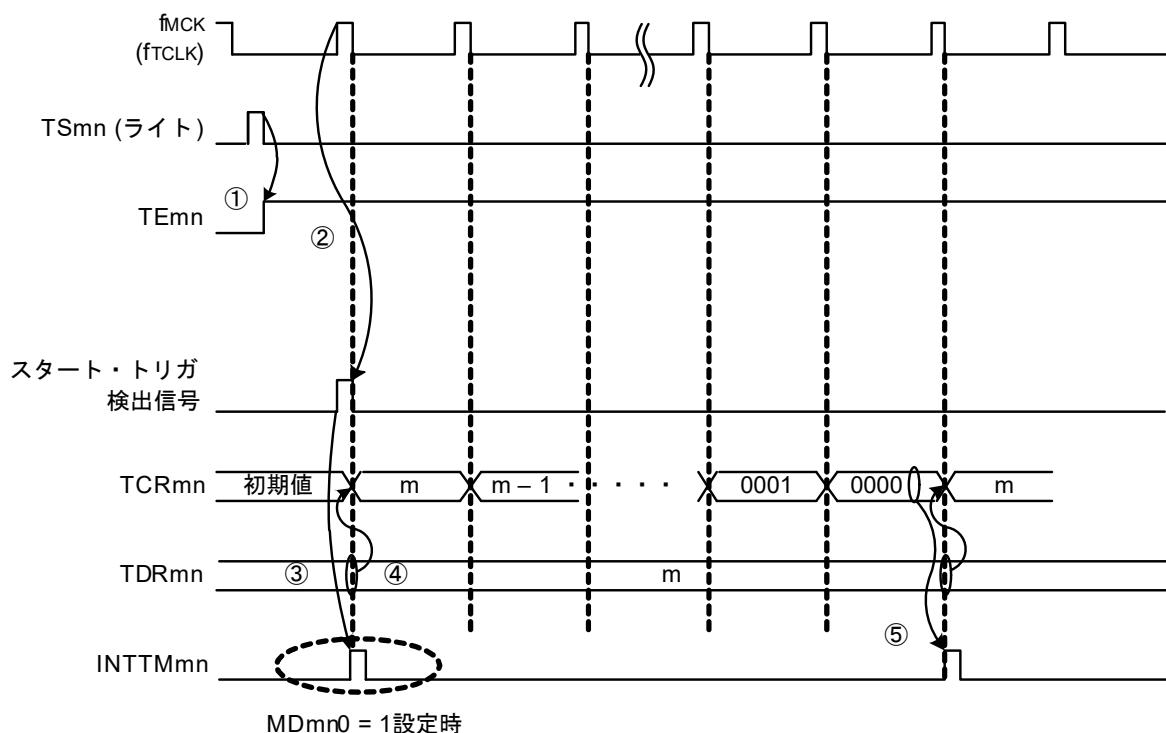 fMCK
(fTCLK)
TSmn (ライト)
①
TEmn
②
スタート・トリガ
検出信号
TCRmn 初期値 m m – 1 ・・・・・ 0001 0000 m
TDRmn ③ ④ m
⑤
INTTMmn
MDmn0 = 1設定時